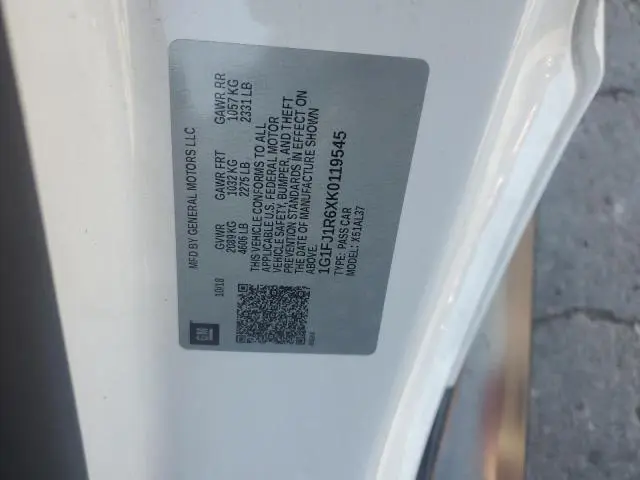 GM
MFD BY GENERAL MOTORS LLC
10/18
GVWR GAWR FRT GAWR RR
2089 KG 1032 KG 1057 KG
4606 LB 2275 LB 2331 LB
THIS VEHICLE CONFORMS TO ALL
APPLICABLE U.S. FEDERAL MOTOR
VEHICLE SAFETY, BUMPER, AND THEFT
PREVENTION STANDARDS IN EFFECT ON
THE DATE OF MANUFACTURE SHOWN
ABOVE.
1G1FJ1R6XK0119545
TYPE: PASS CAR
MODEL: X51AL37